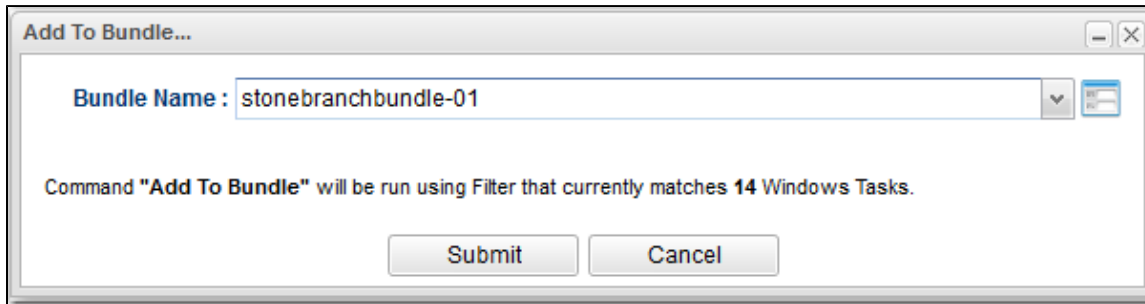 Add To Bundle...
Bundle Name : stonebranchbundle-01
Command "Add To Bundle" will be run using Filter that currently matches 14 Windows Tasks.
Submit Cancel